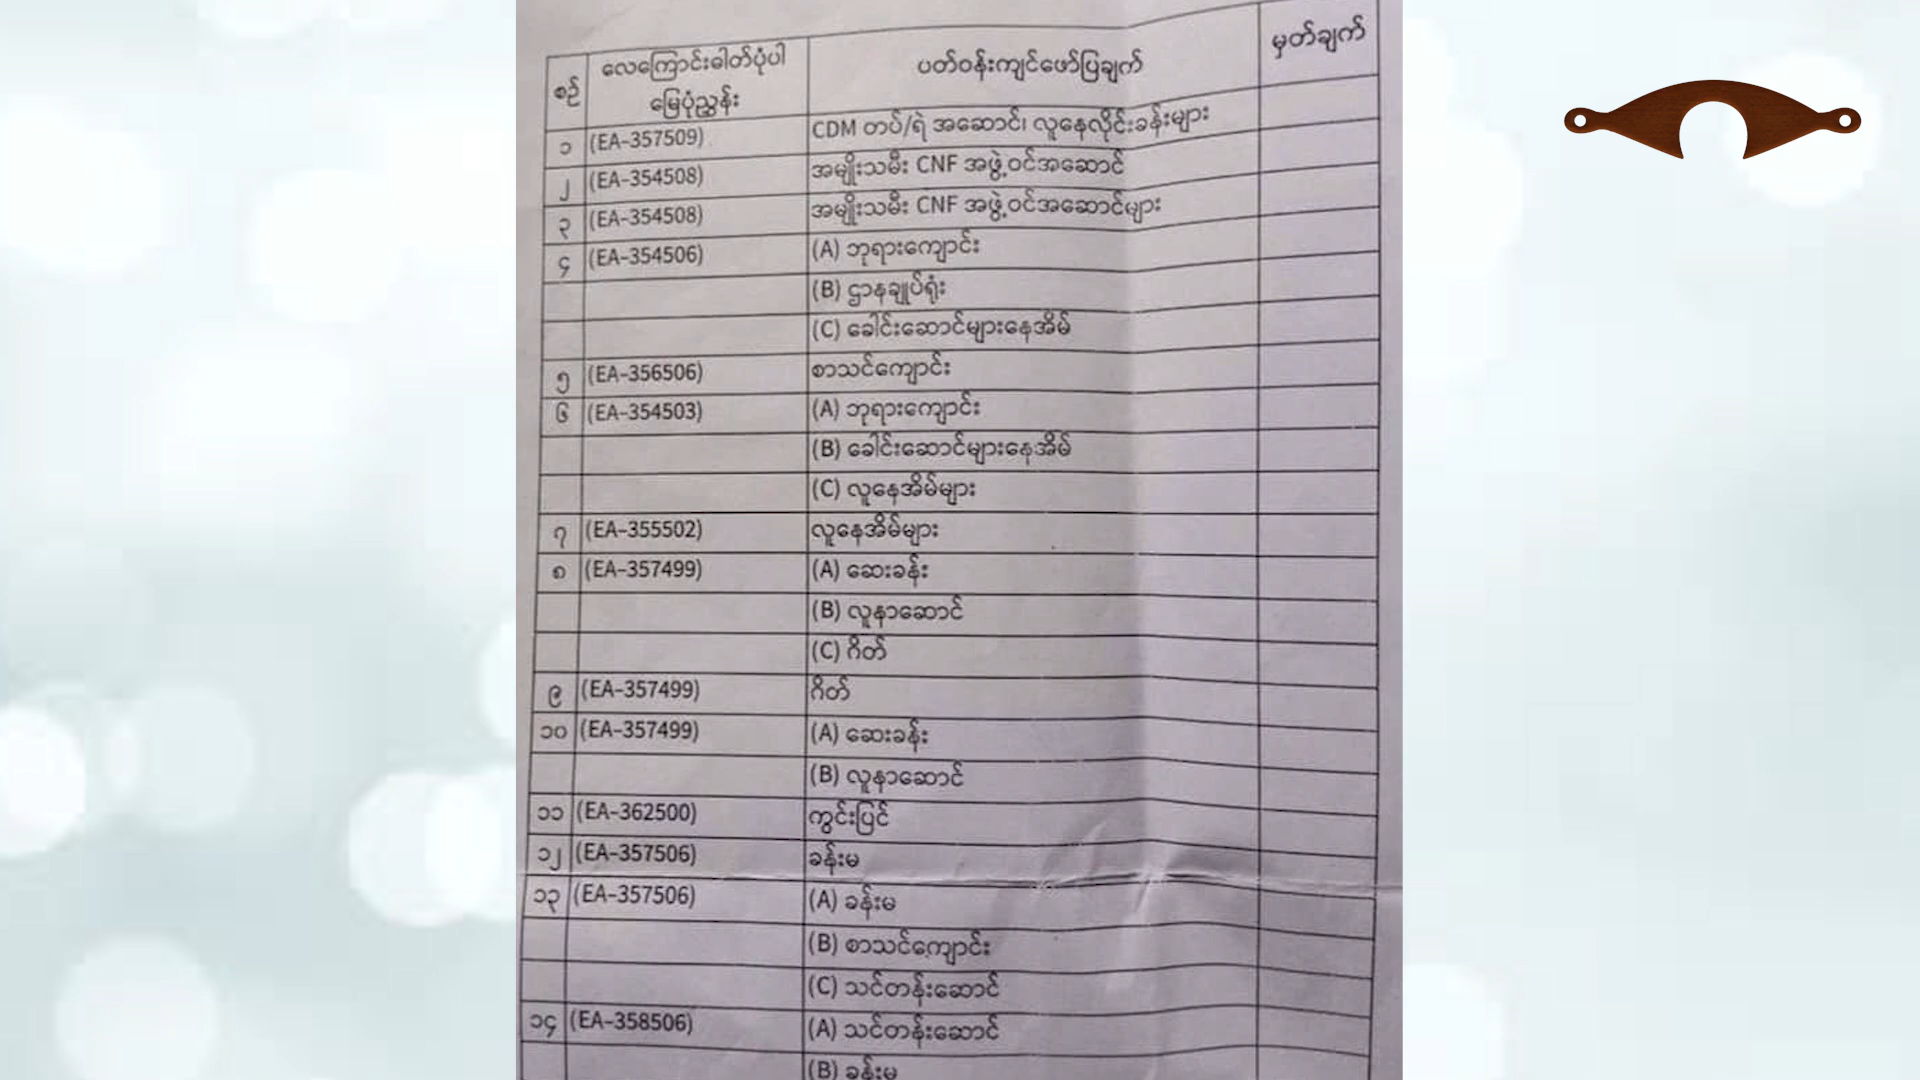 စဉ် လေကြောင်းဓါတ်ပုံပါ ပတ်ဝန်းကျင်ဖော်ပြချက် မှတ်ချက်
မြေပုံညွှန်း
၁ (EA-357509) CDM တပ်/ရဲ အဆောင်၊ လူနေလိုင်းခန်းများ
၂ (EA-354508) အမျိုးသမီး CNF အဖွဲ့ဝင်အဆောင်
၃ (EA-354508) အမျိုးသမီး CNF အဖွဲ့ဝင်အဆောင်များ
၄ (EA-354506) (A) ဘုရားကျောင်း
(B) ဌာနချုပ်ရုံး
(C) ခေါင်းဆောင်များနေအိမ်
၅ (EA-356506) စာသင်ကျောင်း
၆ (EA-354503) (A) ဘုရားကျောင်း
(B) ခေါင်းဆောင်များနေအိမ်
(C) လူနေအိမ်များ
၇ (EA-355502) လူနေအိမ်များ
၈ (EA-357499) (A) ဆေးခန်း
(B) လူနာဆောင်
(C) ဂိတ်
၉ (EA-357499) ဂိတ်
၁၀ (EA-357499) (A) ဆေးခန်း
(B) လူနာဆောင်
၁၁ (EA-362500) ကွင်းပြင်
၁၂ (EA-357506) ခန်းမ
၁၃ (EA-357506) (A) ခန်းမ
(B) စာသင်ကျောင်း
(C) သင်တန်းဆောင်
၁၄ (EA-358506) (A) သင်တန်းဆောင်
(B) ခန်းမ